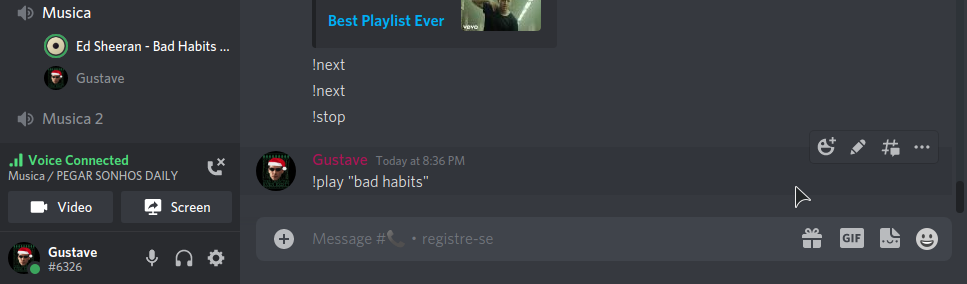 Musica
Ed Sheeran - Bad Habits ...
Gustave
Musica 2
Voice Connected
Musica / PEGAR SONHOS DAILY
Video
Screen
Gustave
#6326
Best Playlist Ever
vevo
!next
!next
!stop
Gustave Today at 8:36 PM
!play "bad habits"
Message #📞 • registre-se
GIF